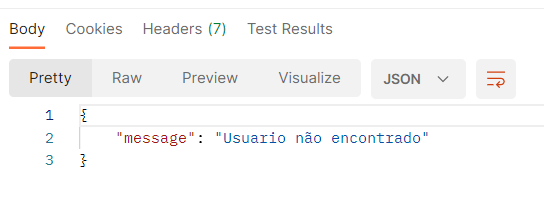 Body Cookies Headers (7) Test Results
Pretty Raw Preview Visualize JSON
1 {
2 "message": "Usuario não encontrado"
3 }